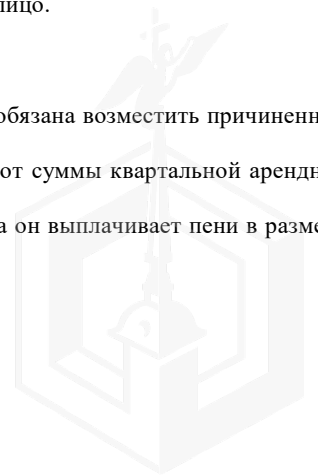 лицо.
обязана возместить причиненн
от суммы квартальной арендн
а он выплачивает пени в разме